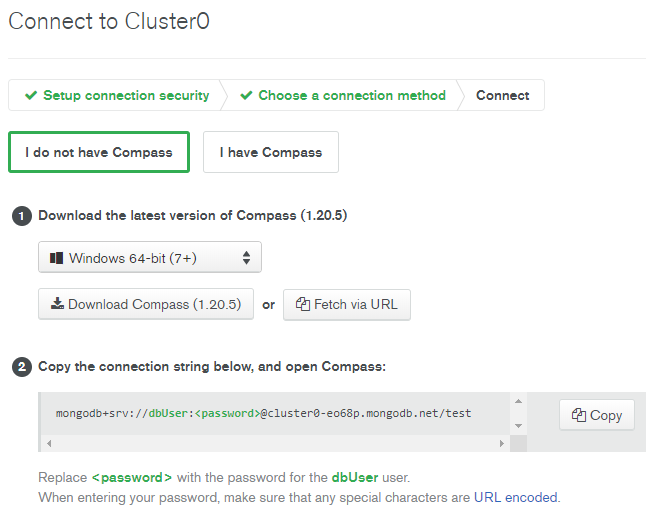 Connect to Cluster0
Setup connection security
Choose a connection method
Connect
I do not have Compass
I have Compass
1 Download the latest version of Compass (1.20.5)
Windows 64-bit (7+)
Download Compass (1.20.5) or Fetch via URL
2 Copy the connection string below, and open Compass:
mongodb+srv://dbUser:<password>@cluster0-eo68p.mongodb.net/test
Copy
Replace <password> with the password for the dbUser user.
When entering your password, make sure that any special characters are URL encoded.